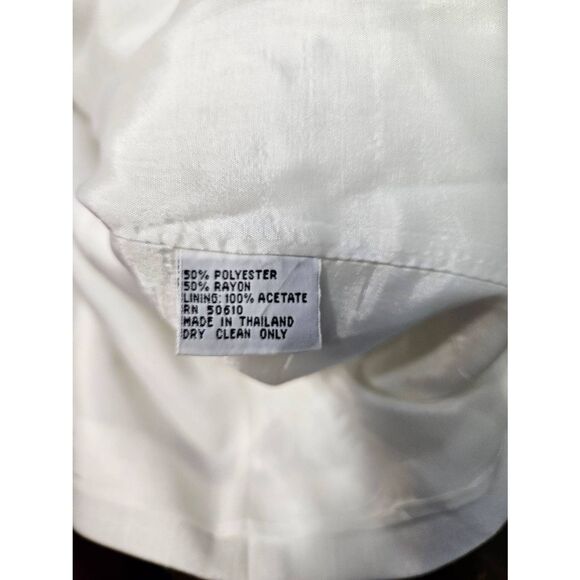 50% POLYESTER
50% RAYON
LINING: 100% ACETATE
RN 50610
MADE IN THAILAND
DRY CLEAN ONLY